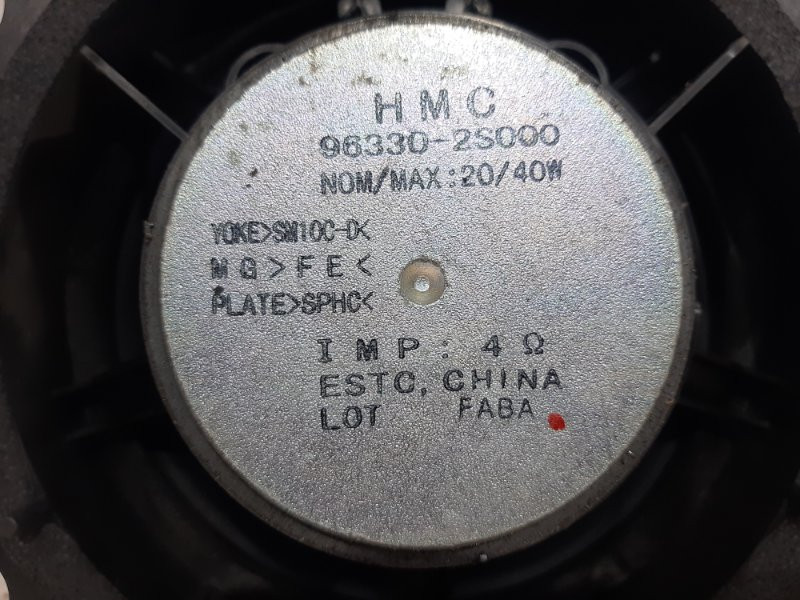 HMC
96330-2S000
NOM/MAX:20/40W
YOKE>SM10C-D<
MG>FE<
PLATE>SPHC<
IMP: 4Ω
ESTC, CHINA
LOT FABA